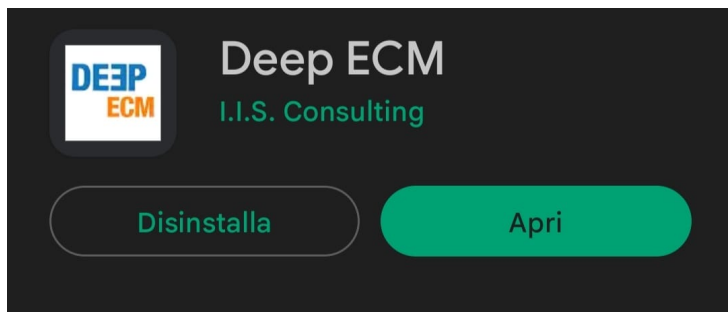 DEEP
ECM
Deep ECM
I.I.S. Consulting
Disinstalla
Apri